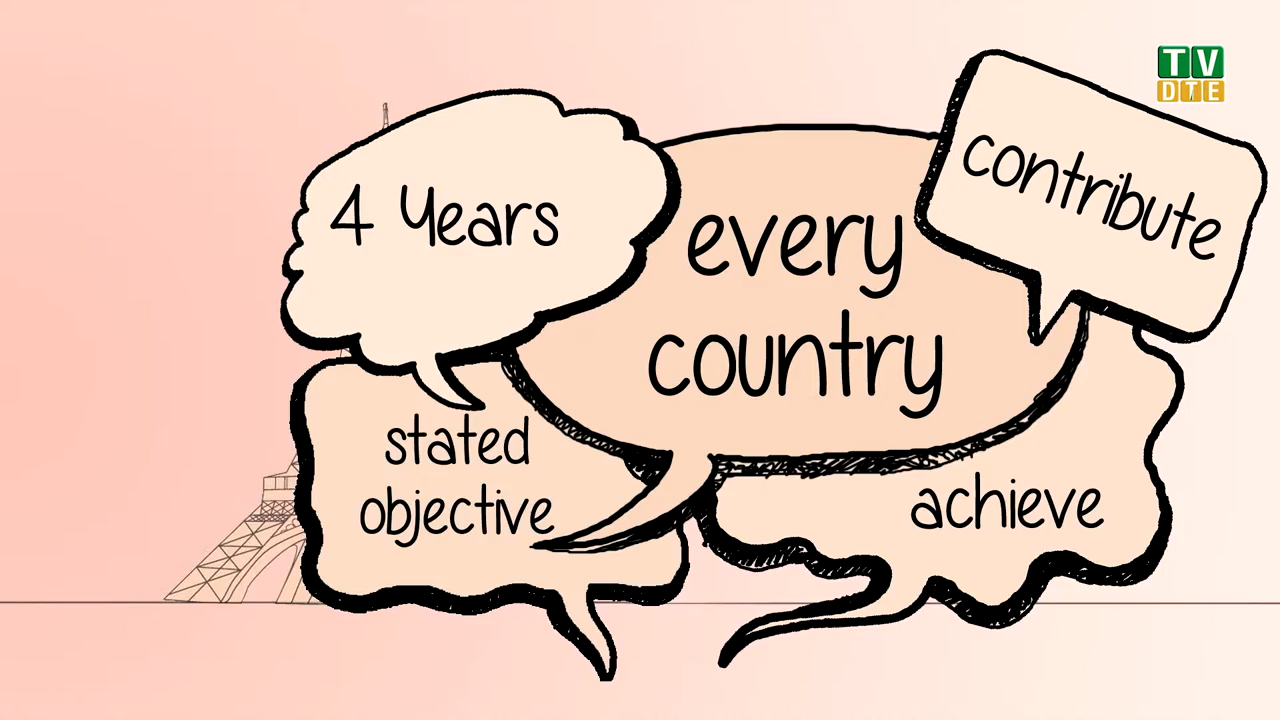 TV
DTE
contribute
4 Years
every
country
stated
objective
achieve